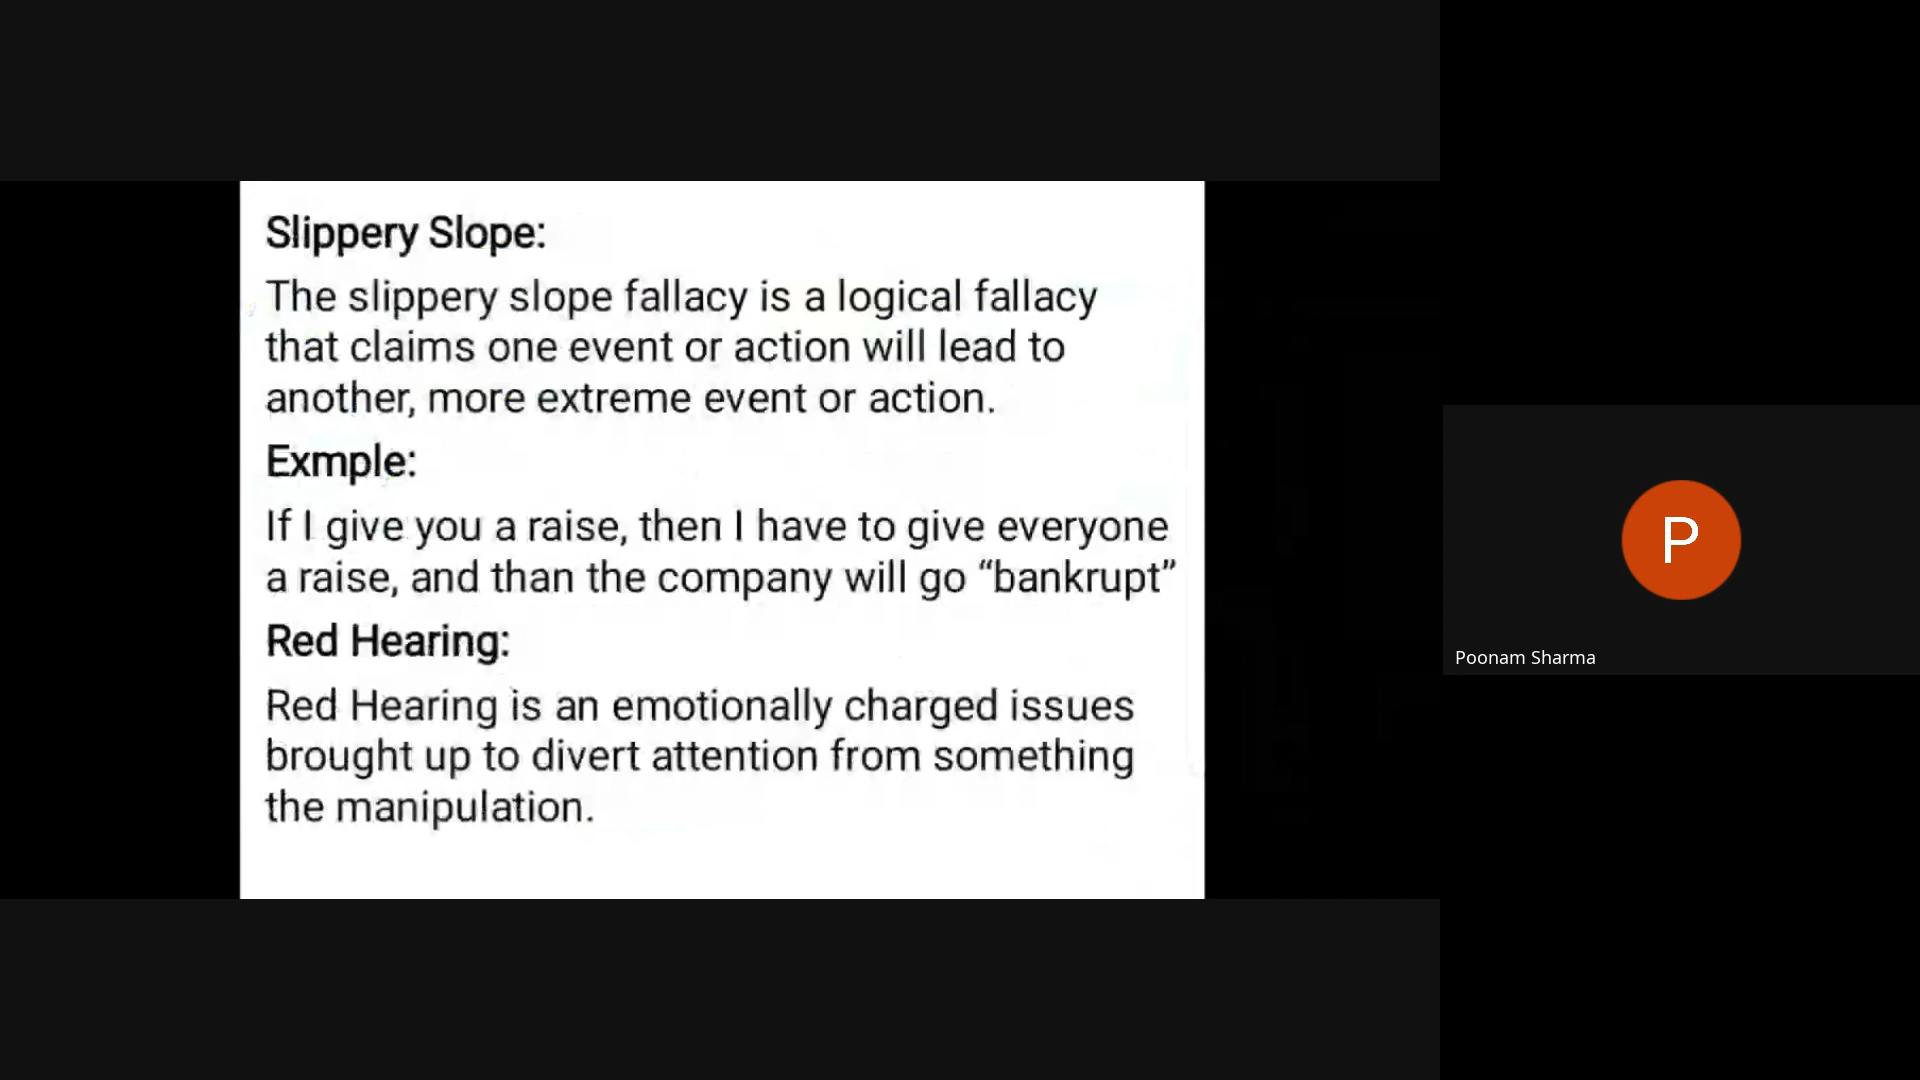 Slippery Slope:
The slippery slope fallacy is a logical fallacy
that claims one event or action will lead to
another, more extreme event or action.
Exmple:
If I give you a raise, then I have to give everyone
a raise, and than the company will go “bankrupt”
Red Hearing:
Red Hearing is an emotionally charged issues
brought up to divert attention from something
the manipulation.
P
Poonam Sharma